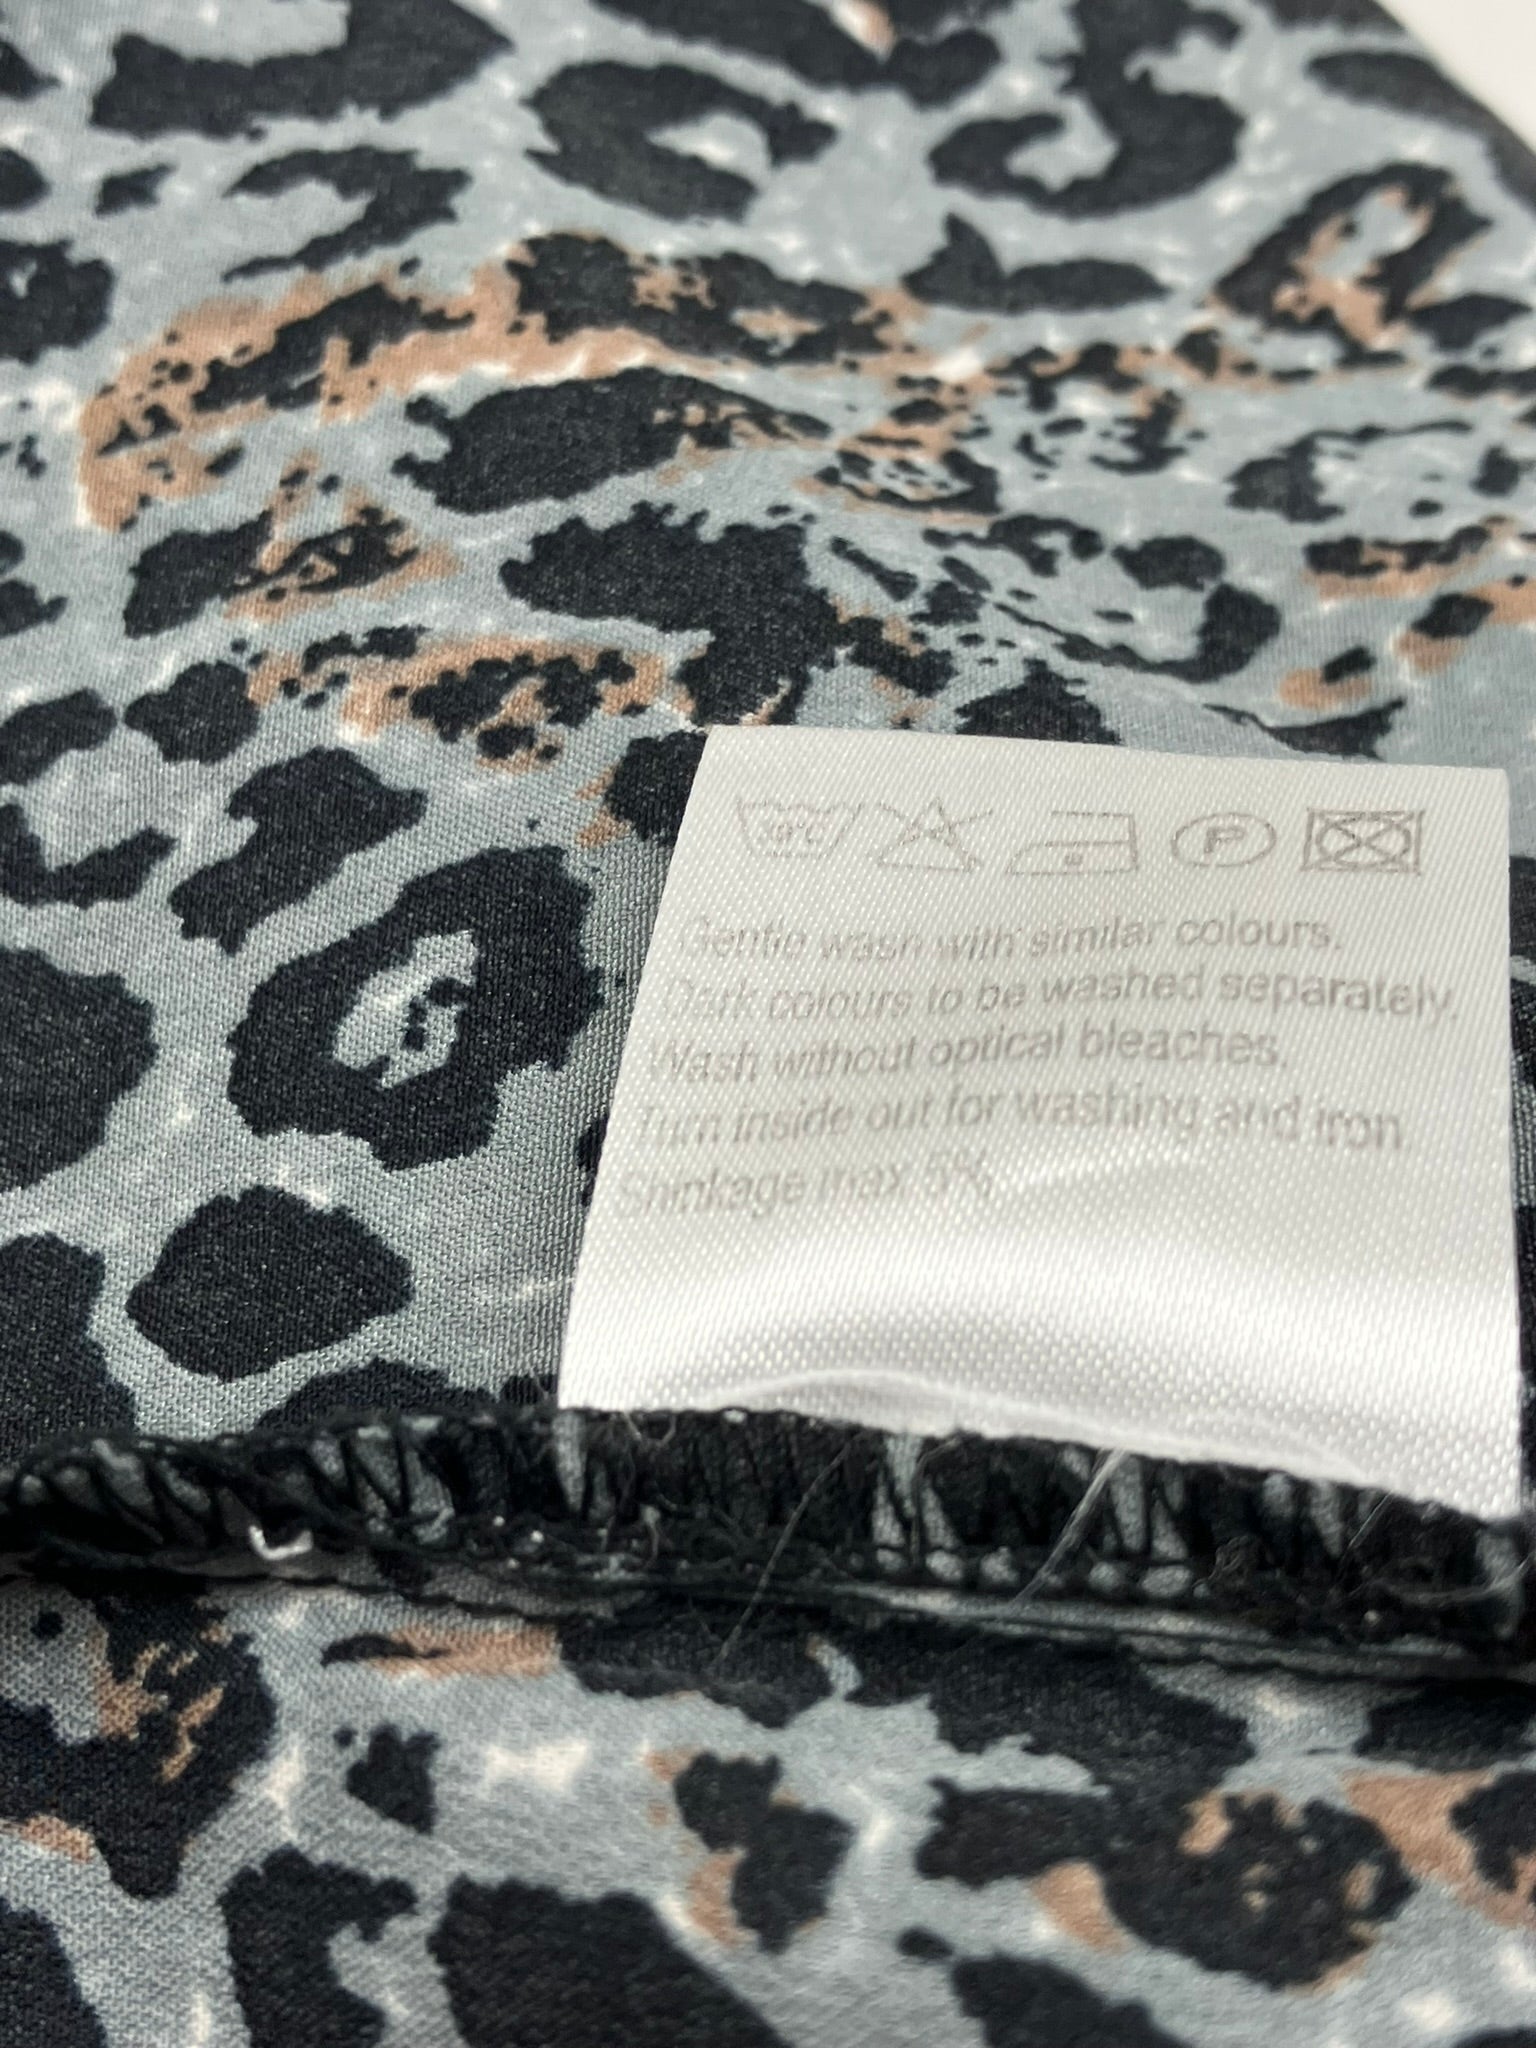 30°C P
Gentle wash with similar colours.
Dark colours to be washed separately.
Wash without optical bleaches.
Turn inside out for washing and iron
Shrinkage max 5%